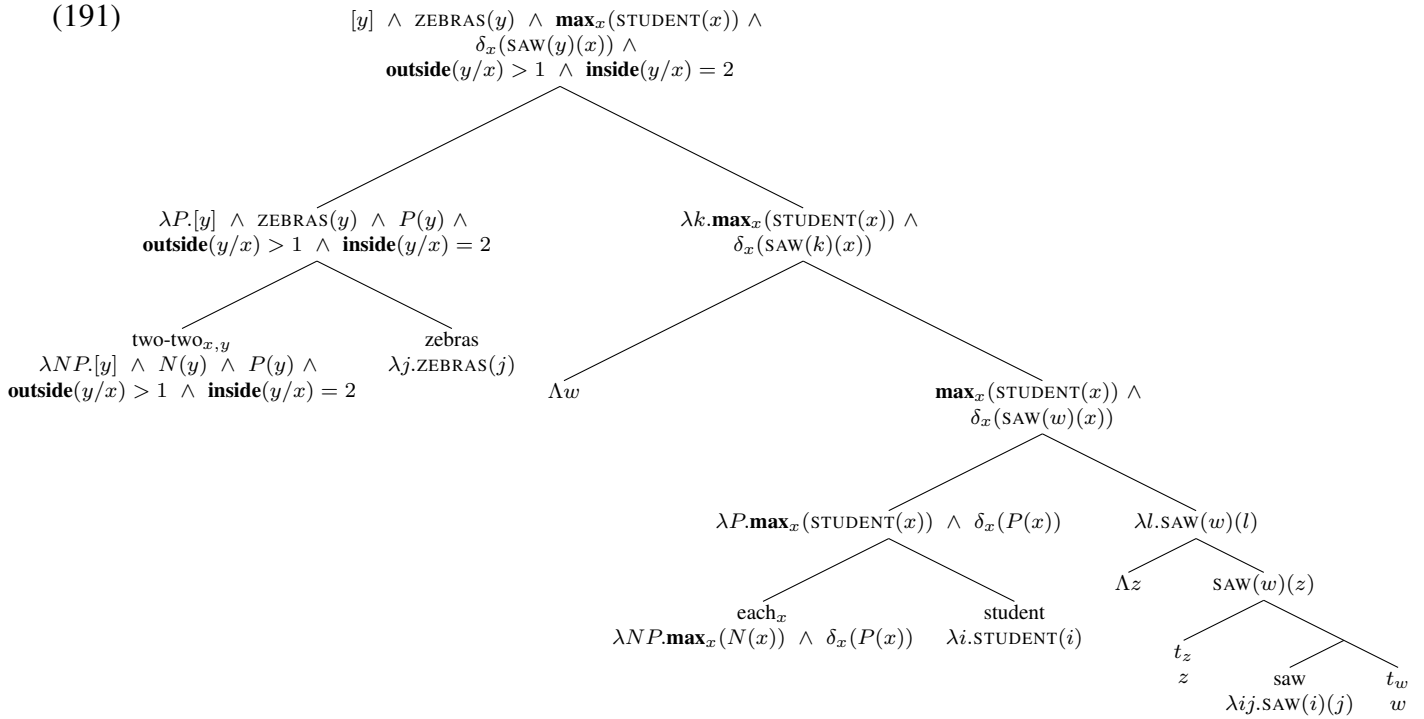 (191)
[y] ∧ ZEBRAS(y) ∧ max_x(STUDENT(x)) ∧
δ_x(SAW(y)(x)) ∧
outside(y/x) > 1 ∧ inside(y/x) = 2
λP.[y] ∧ ZEBRAS(y) ∧ P(y) ∧
outside(y/x) > 1 ∧ inside(y/x) = 2
λk.max_x(STUDENT(x)) ∧
δ_x(SAW(k)(x))
two-two_{x,y}
λNP.[y] ∧ N(y) ∧ P(y) ∧
outside(y/x) > 1 ∧ inside(y/x) = 2
zebras
λj.ZEBRAS(j)
Λw
max_x(STUDENT(x)) ∧
δ_x(SAW(w)(x))
λP.max_x(STUDENT(x)) ∧ δ_x(P(x))
λl.SAW(w)(l)
each_x
λNP.max_x(N(x)) ∧ δ_x(P(x))
student
λi.STUDENT(i)
Λz
SAW(w)(z)
t_z
z
saw
λij.SAW(i)(j)
t_w
w